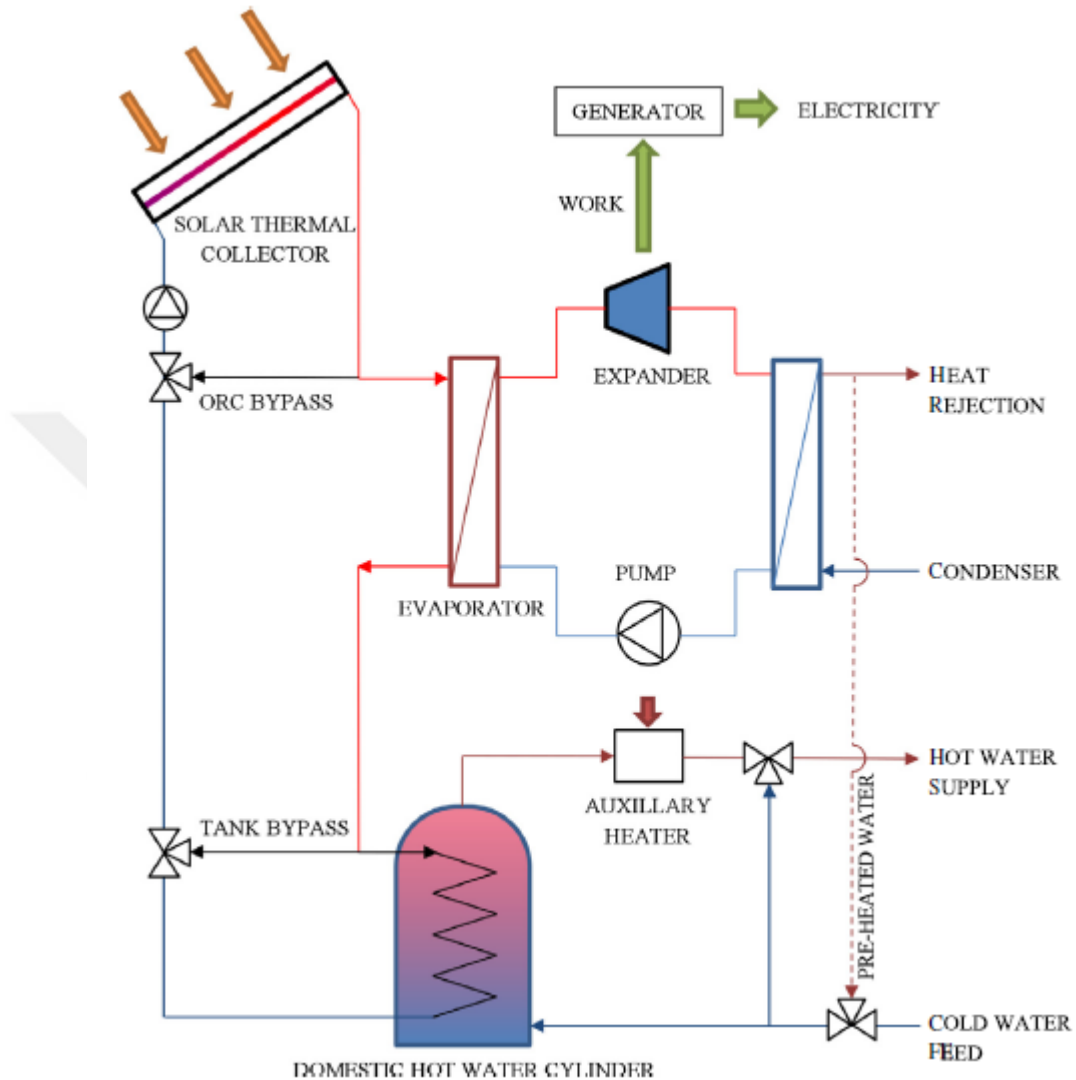 GENERATOR
ELECTRICITY
WORK
SOLAR THERMAL
COLLECTOR
EXPANDER
HEAT
REJECTION
ORC BYPASS
PUMP
CONDENSER
EVAPORATOR
HOT WATER
SUPPLY
AUXILLARY
HEATER
TANK BYPASS
PRE-HEATED WATER
COLD WATER
FEED
DOMESTIC HOT WATER CYLINDER